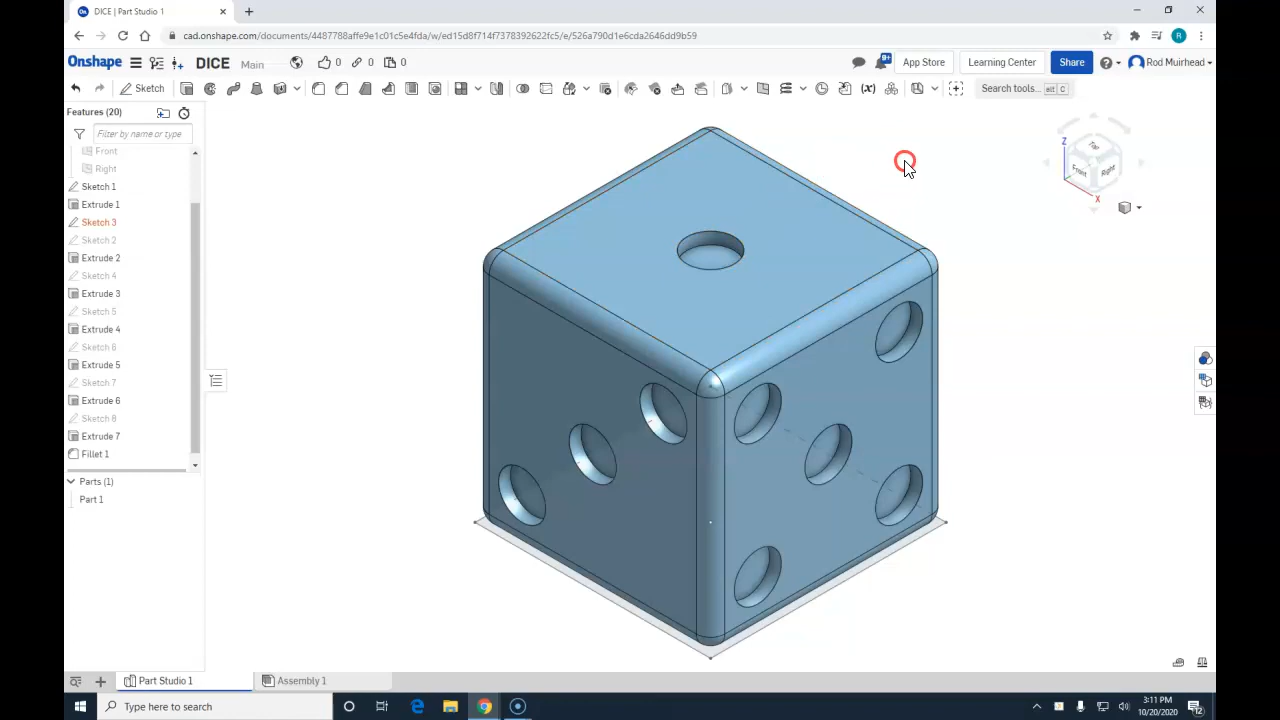 DICE | Part Studio 1
cad.onshape.com/documents/4487788affe9e1c01c5e4fda/w/ed15d8f714f7378392622fc5/e/526a790d1e6cda2646dd9b59
R
Onshape
DICE Main
0
0
0
9+
App Store
Learning Center
Share
Rod Muirhead
Sketch
Search tools...
alt C
Features (20)
Filter by name or type
Front
Right
Sketch 1
Extrude 1
Sketch 3
Sketch 2
Extrude 2
Sketch 4
Extrude 3
Sketch 5
Extrude 4
Sketch 6
Extrude 5
Sketch 7
Extrude 6
Sketch 8
Extrude 7
Fillet 1
Parts (1)
Part 1
Z
Top
Front
Right
X
Part Studio 1
Assembly 1
Type here to search
3:11 PM
10/20/2020